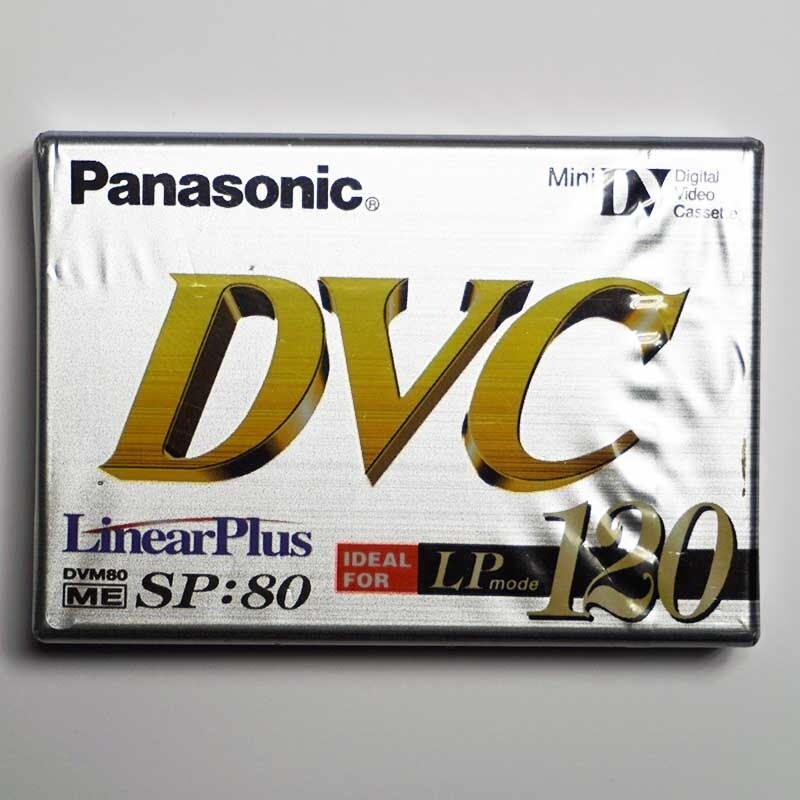 Panasonic®
Mini DV Digital
Video
Cassette
DVC
LinearPlus
DVM80
ME SP:80
IDEAL
FOR
LP mode 120